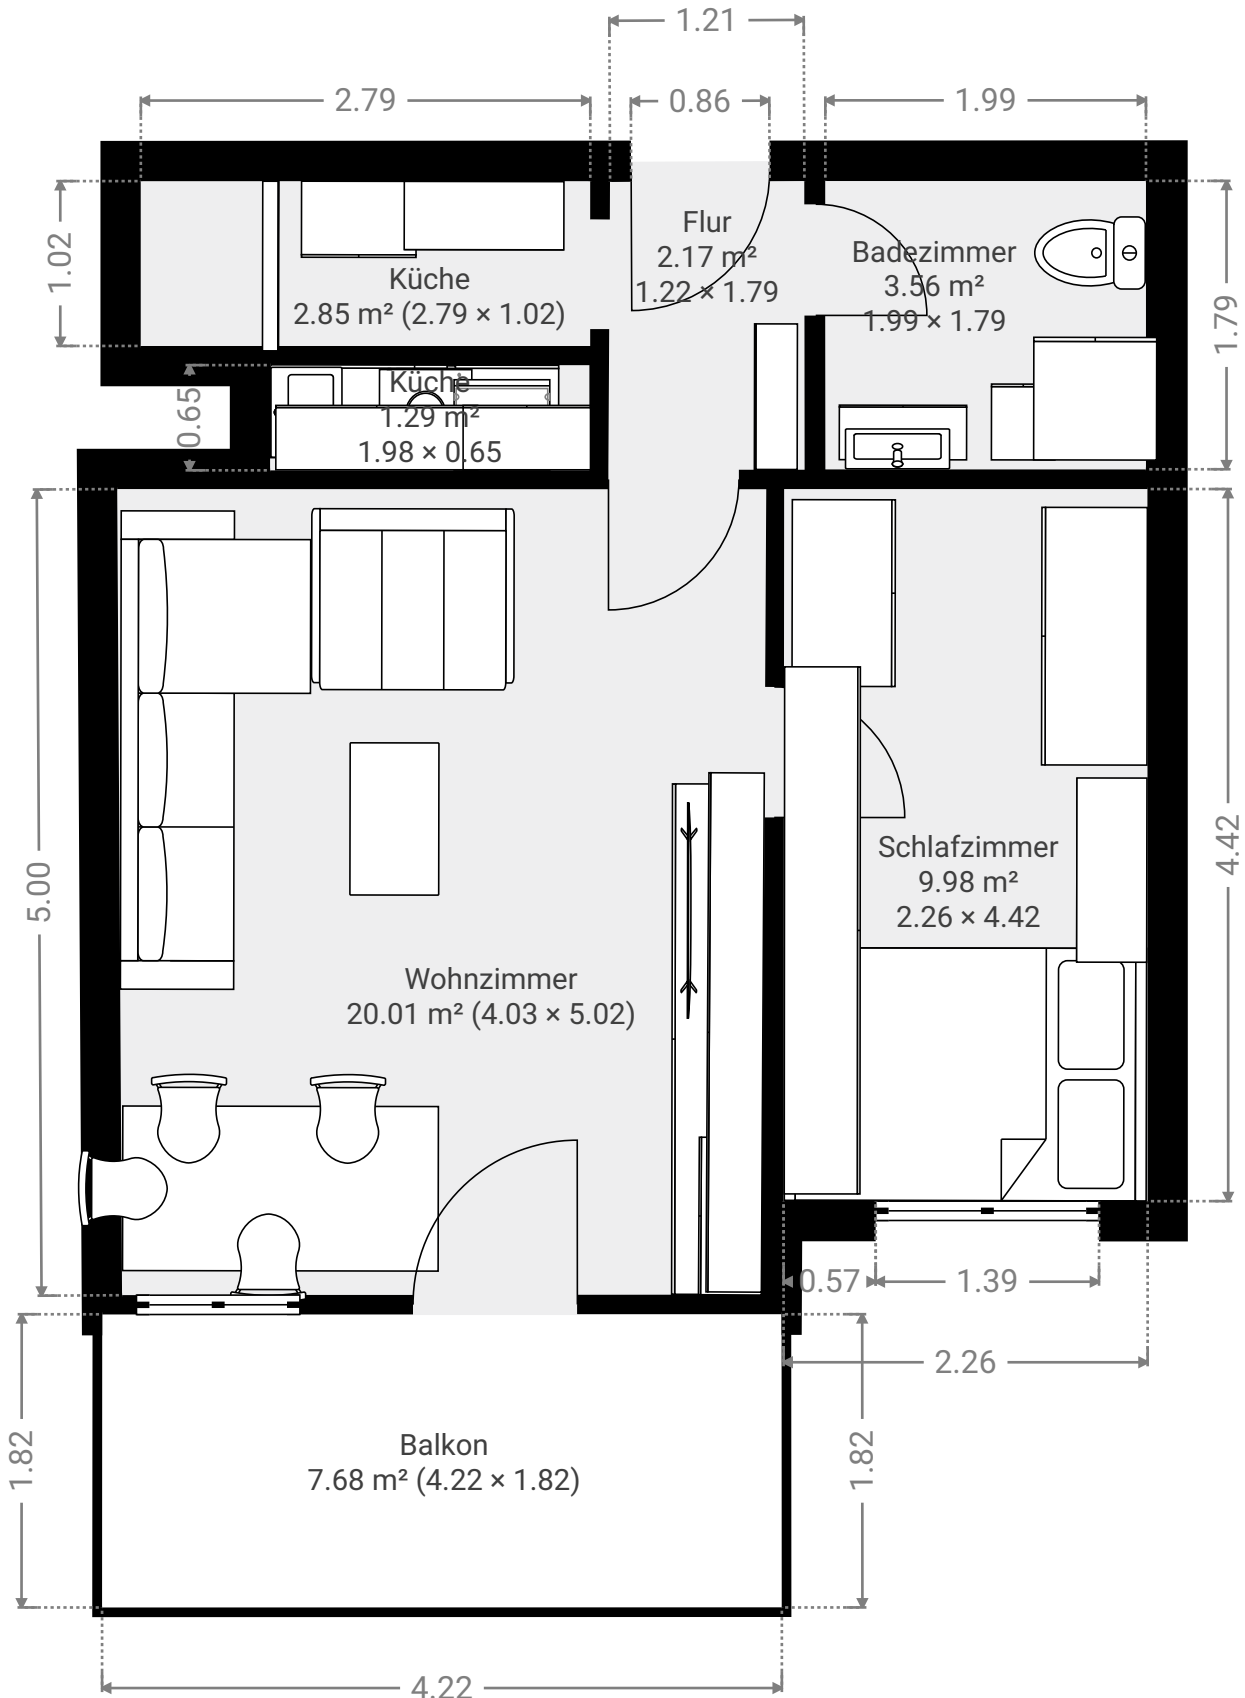 1.21
2.79
0.86
1.99
Flur
2.17 m²
1.22 × 1.79
Badezimmer
3.56 m²
1.99 × 1.79
1.02
Küche
2.85 m² (2.79 × 1.02)
1.79
Küche
1.29 m²
1.98 × 0.65
0.65
5.00
4.42
Schlafzimmer
9.98 m²
2.26 × 4.42
Wohnzimmer
20.01 m² (4.03 × 5.02)
0.57
1.39
2.26
1.82
Balkon
7.68 m² (4.22 × 1.82)
1.82
4.22